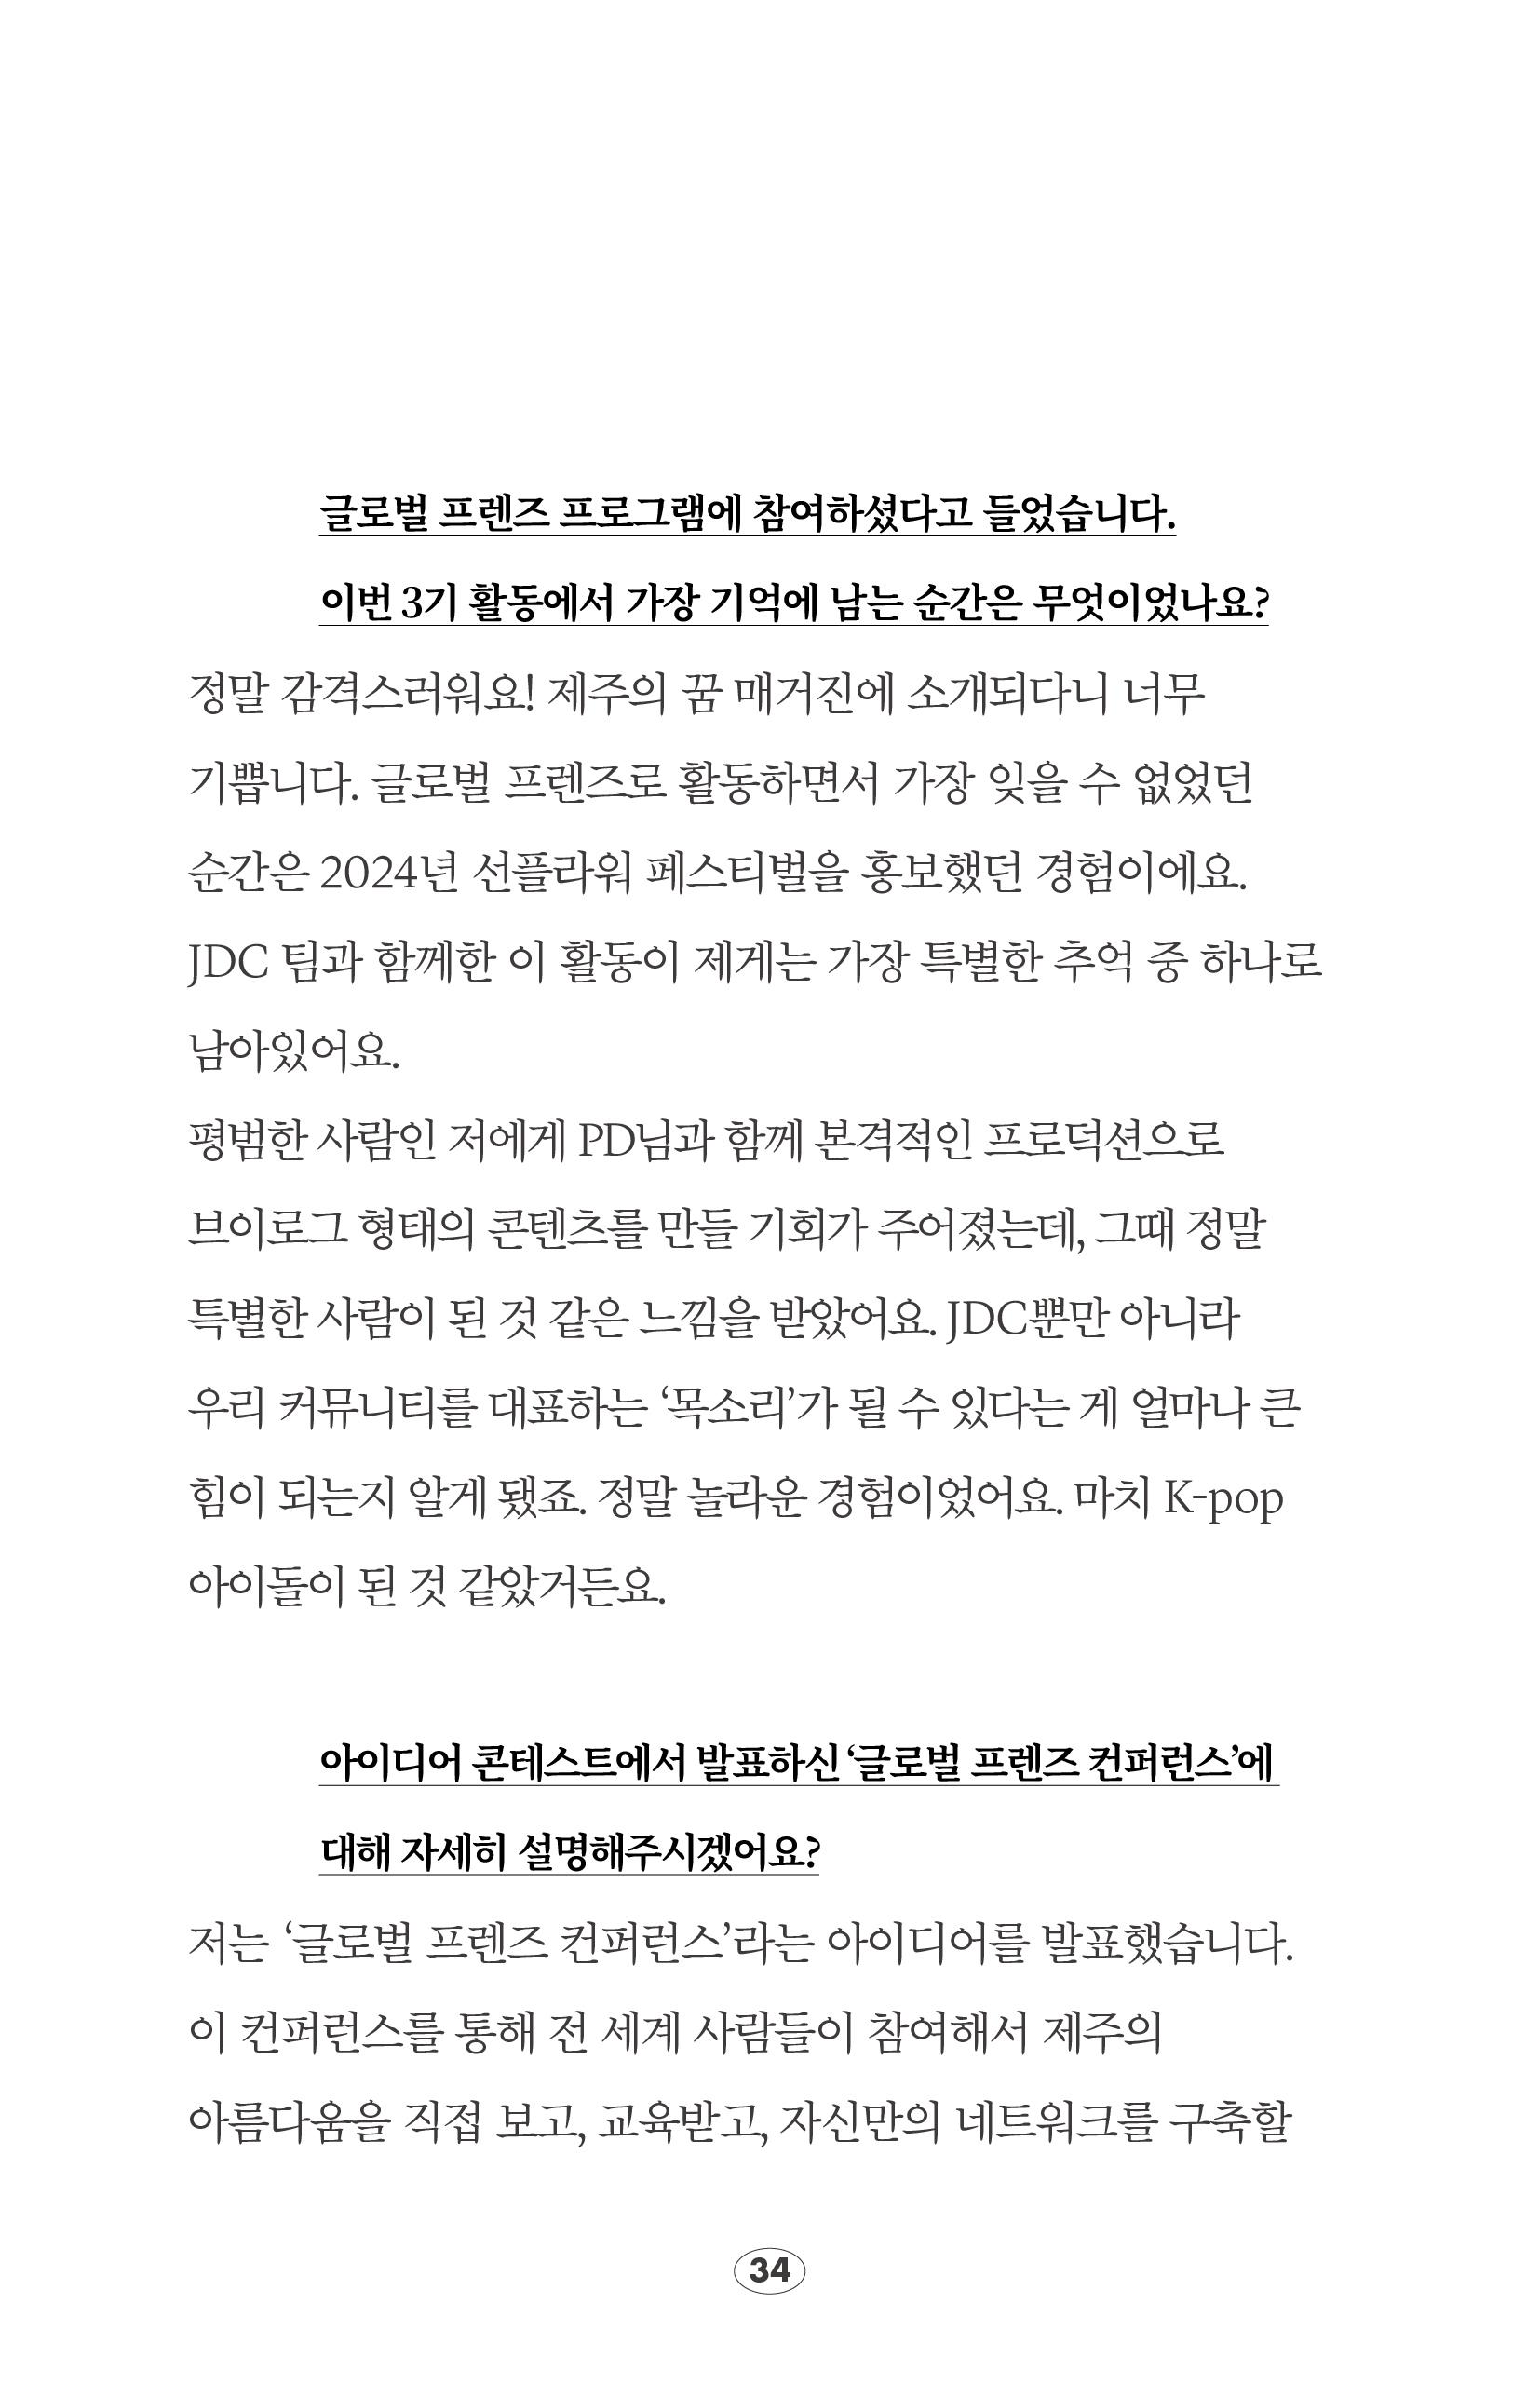 글로벌 프렌즈 프로그램에 참여하셨다고 들었습니다.
이번 3기 활동에서 가장 기억에 남는 순간은 무엇이었나요?
정말 감격스러워요! 제주의 꿈 매거진에 소개되다니 너무
기쁩니다. 글로벌 프렌즈로 활동하면서 가장 잊을 수 없었던
순간은 2024년 선플라워 페스티벌을 홍보했던 경험이에요.
JDC 팀과 함께한 이 활동이 제게는 가장 특별한 추억 중 하나로
남아있어요.
평범한 사람인 저에게 PD님과 함께 본격적인 프로덕션으로
브이로그 형태의 콘텐츠를 만들 기회가 주어졌는데, 그때 정말
특별한 사람이 된 것 같은 느낌을 받았어요. JDC뿐만 아니라
우리 커뮤니티를 대표하는 ‘목소리’가 될 수 있다는 게 얼마나 큰
힘이 되는지 알게 됐죠. 정말 놀라운 경험이었어요. 마치 K-pop
아이돌이 된 것 같았거든요.
아이디어 콘테스트에서 발표하신 ‘글로벌 프렌즈 컨퍼런스’에
대해 자세히 설명해주시겠어요?
저는 ‘글로벌 프렌즈 컨퍼런스’라는 아이디어를 발표했습니다.
이 컨퍼런스를 통해 전 세계 사람들이 참여해서 제주의
아름다움을 직접 보고, 교육받고, 자신만의 네트워크를 구축할
34